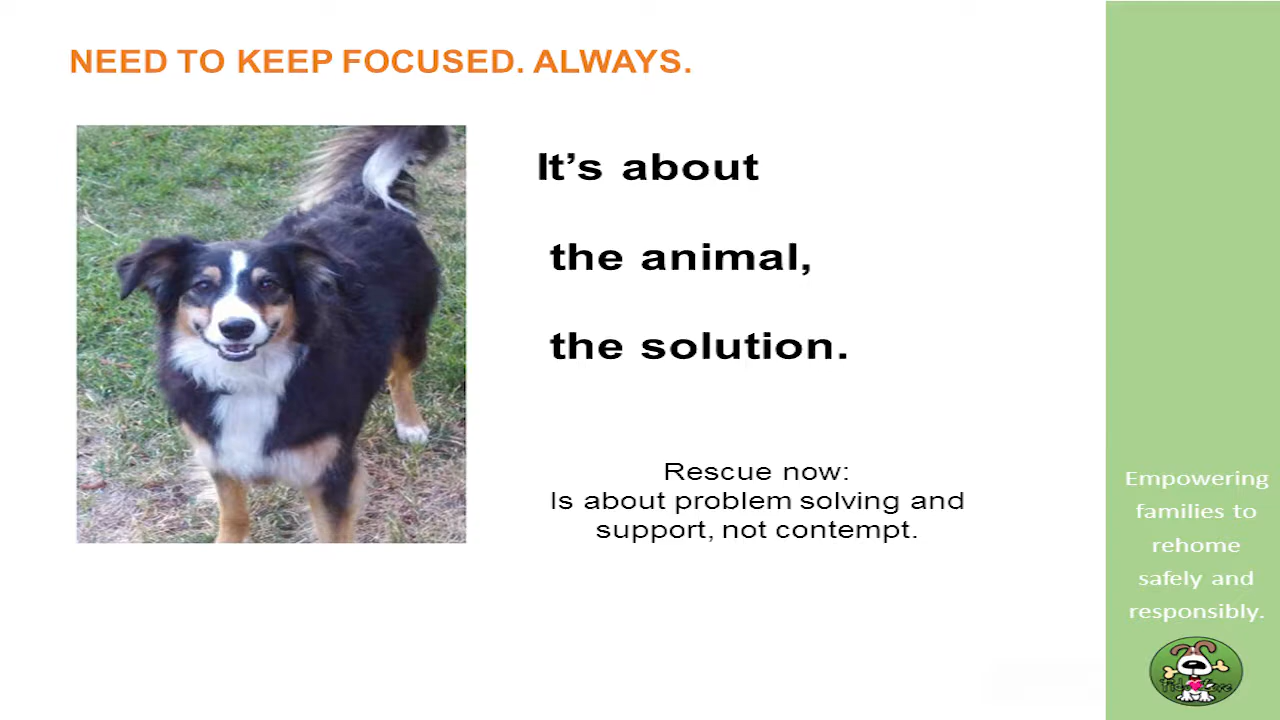 NEED TO KEEP FOCUSED. ALWAYS.
It’s about
the animal,
the solution.
Rescue now:
Is about problem solving and
support, not contempt.
Empowering
families to
rehome
safely and
responsibly.